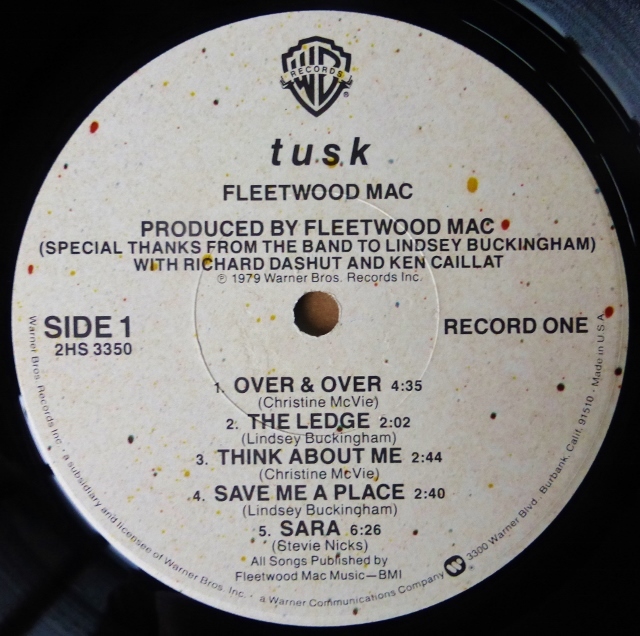 WB
RECORDS
®
tusk
FLEETWOOD MAC
PRODUCED BY FLEETWOOD MAC
(SPECIAL THANKS FROM THE BAND TO LINDSEY BUCKINGHAM)
WITH RICHARD DASHUT AND KEN CAILLAT
℗ 1979 Warner Bros. Records Inc.
SIDE 1
2HS 3350
RECORD ONE
1. OVER & OVER 4:35
(Christine McVie)
2. THE LEDGE 2:02
(Lindsey Buckingham)
3. THINK ABOUT ME 2:44
(Christine McVie)
4. SAVE ME A PLACE 2:40
(Lindsey Buckingham)
5. SARA 6:26
(Stevie Nicks)
All Songs Published by
Fleetwood Mac Music—BMI
Warner Bros. Records Inc. · a subsidiary and licensee of Warner Bros. Inc. · a Warner Communications Company W 3300 Warner Blvd · Burbank, Calif. 91510 · Made in U.S.A.